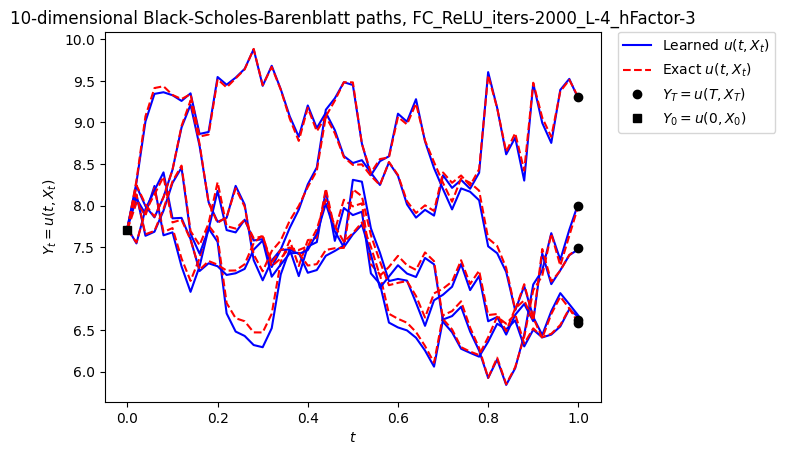 10-dimensional Black-Scholes-Barenblatt paths, FC_ReLU_iters-2000_L-4_hFactor-3
Learned u(t, X_t)
Exact u(t, X_t)
Y_T = u(T, X_T)
Y_0 = u(0, X_0)
Y_t = u(t, X_t)
10.0
9.5
9.0
8.5
8.0
7.5
7.0
6.5
6.0
0.0 0.2 0.4 0.6 0.8 1.0
t